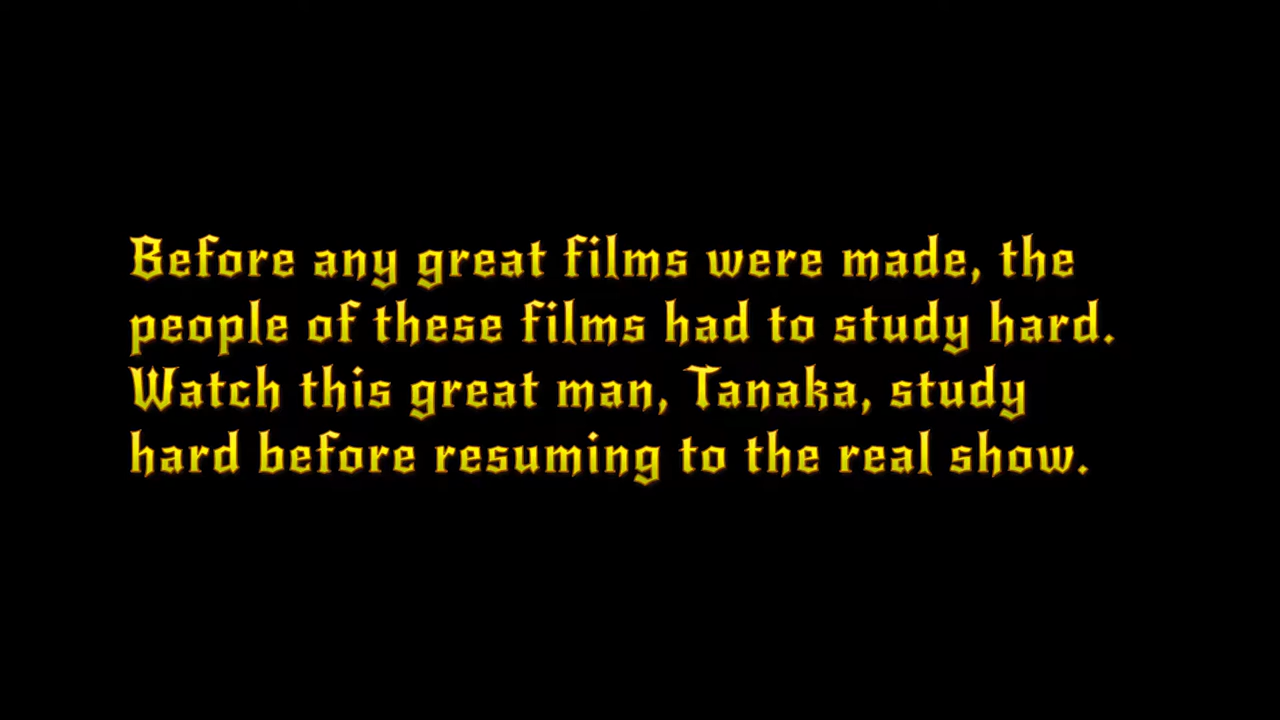 Before any great films were made, the
people of these films had to study hard.
Watch this great man, Tanaka, study
hard before resuming to the real show.